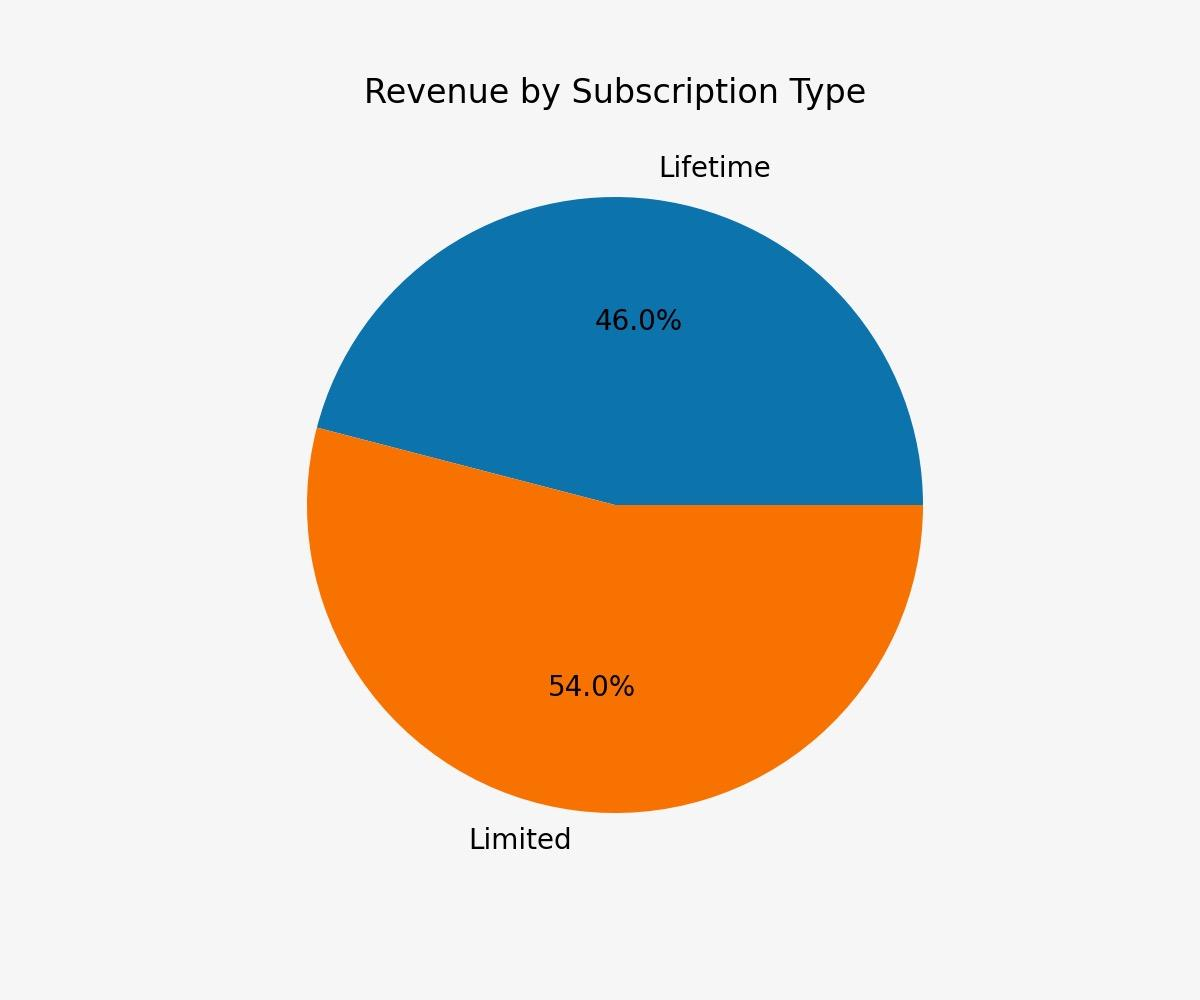 Revenue by Subscription Type
Lifetime
46.0%
54.0%
Limited